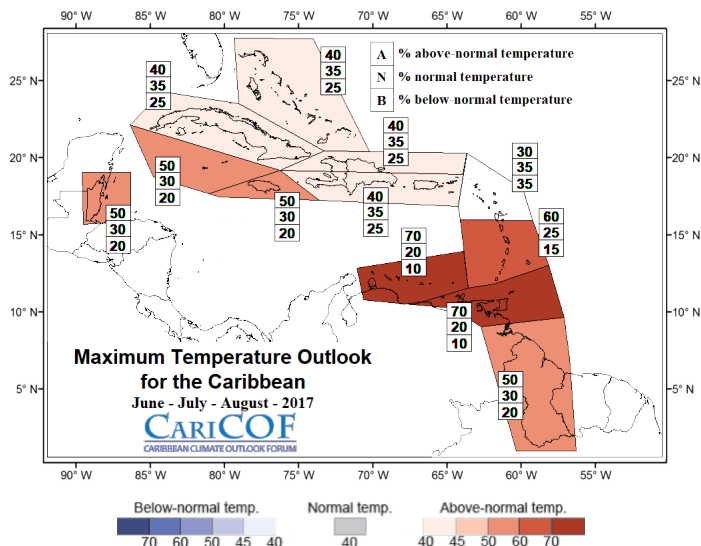 25° N
20° N
15° N
10° N
5° N
25° N
20° N
15° N
10° N
5° N
A % above-normal temperature
N % normal temperature
B % below-normal temperature
40
35
25
40
35
25
40
35
25
30
35
35
50
30
20
50
30
20
40
35
25
50
30
20
60
25
15
70
20
10
70
20
10
50
30
20
Maximum Temperature Outlook
for the Caribbean
June - July - August - 2017
CARICOF
CARIBBEAN CLIMATE OUTLOOK FORUM
90° W 85° W 80° W 75° W 70° W 65° W 60° W 55° W
Below-normal temp. Normal temp. Above-normal temp.
70 60 50 45 40 40 40 45 50 60 70